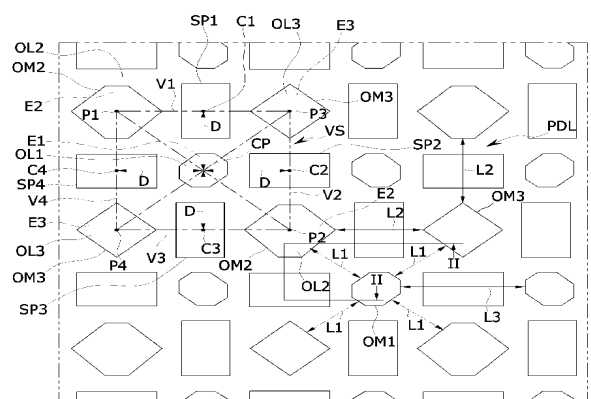 SP1 C1 OL3 E3
OL2
OM2
V1
E2
P1
D
P3
OM3
E1
OL1
CP
VS
SP2
PDL
C4
D
D
C2
L2
SP4
V4
V2
E2
OM3
E3
D
L2
OL3
V3
C3
P2
L1
L1
II
OM3
P4
OM2
OL2
II
SP3
L1
L1
L3
OM1